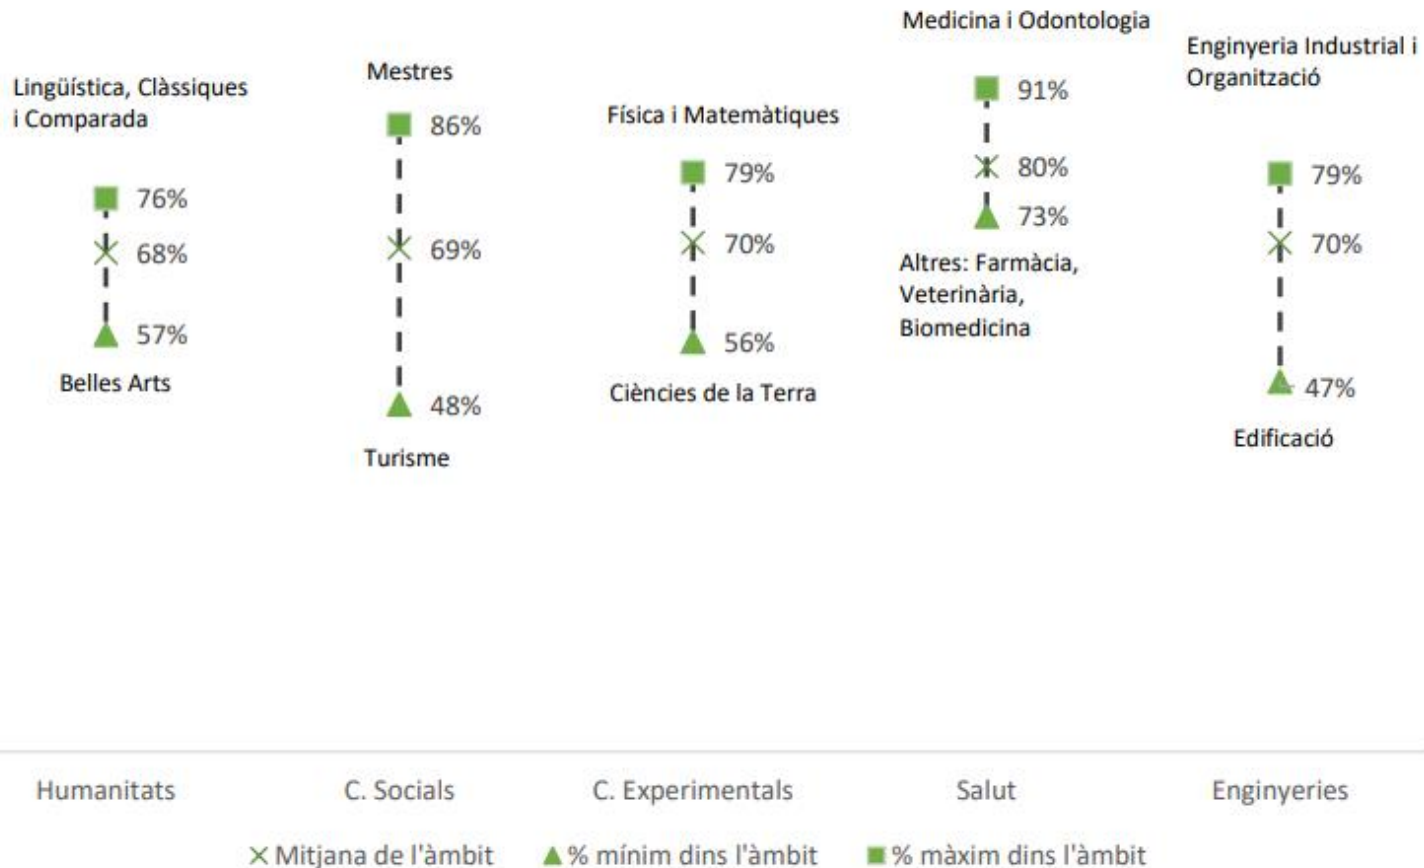 Lingüística, Clàssiques
i Comparada
76%
68%
57%
Belles Arts
Mestres
86%
69%
48%
Turisme
Física i Matemàtiques
79%
70%
56%
Ciències de la Terra
Medicina i Odontologia
91%
80%
73%
Altres: Farmàcia,
Veterinària,
Biomedicina
Enginyeria Industrial i
Organització
79%
70%
47%
Edificació
Humanitats
C. Socials
C. Experimentals
Salut
Enginyeries
Mitjana de l'àmbit
% mínim dins l'àmbit
% màxim dins l'àmbit